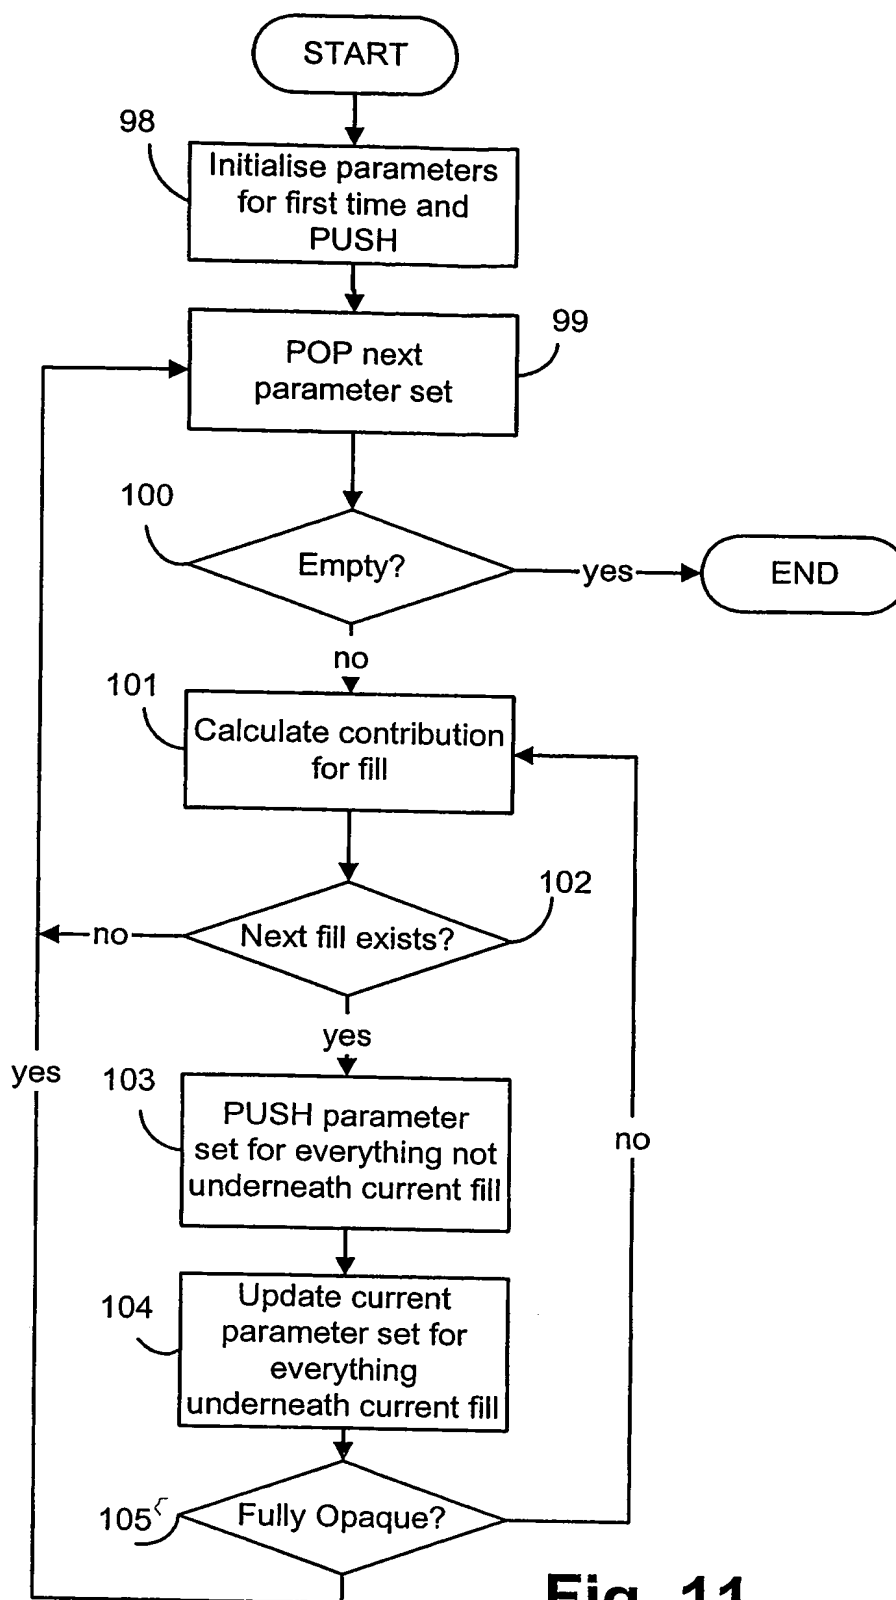 START
98
Initialise parameters
for first time and
PUSH
99
POP next
parameter set
100
Empty?
yes
END
no
101
Calculate contribution
for fill
102
no
Next fill exists?
yes
yes
103
PUSH parameter
set for everything not
underneath current fill
no
104
Update current
parameter set for
everything
underneath current fill
105
Fully Opaque?
Fig. 11